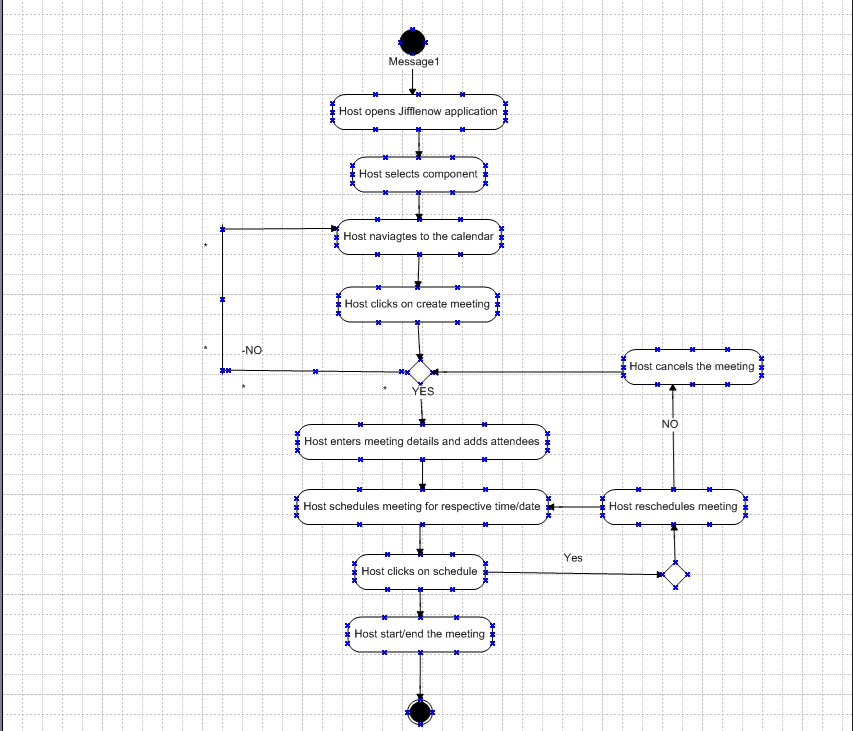 Message1
Host opens Jifflenow application
Host selects component
Host naviagtes to the calendar
*
Host clicks on create meeting
*
-NO
Host cancels the meeting
*
*
YES
NO
Host enters meeting details and adds attendees
Host schedules meeting for respective time/date
Host reschedules meeting
Yes
Host clicks on schedule
Host start/end the meeting